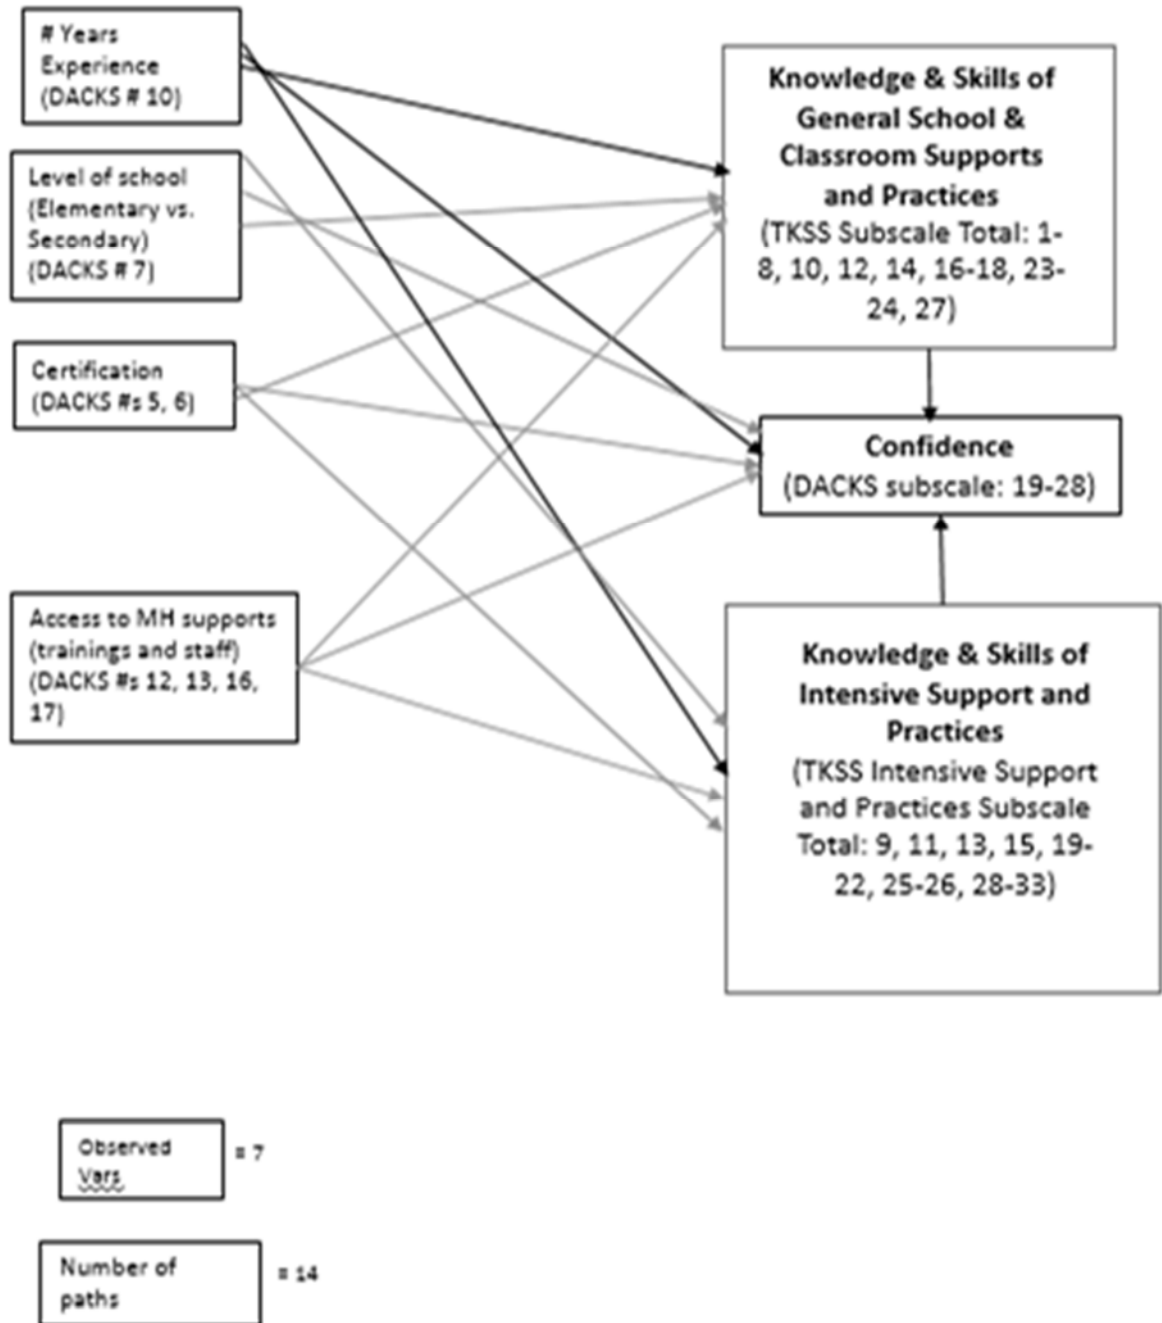 # Years
Experience
(DACKS # 10)
Level of school
(Elementary vs.
Secondary)
(DACKS # 7)
Certification
(DACKS #s 5, 6)
Access to MH supports
(trainings and staff)
(DACKS #s 12, 13, 16,
17)
Knowledge & Skills of
General School &
Classroom Supports
and Practices
(TKSS Subscale Total: 1-
8, 10, 12, 14, 16-18, 23-
24, 27)
Confidence
(DACKS subscale: 19-28)
Knowledge & Skills of
Intensive Support and
Practices
(TKSS Intensive Support
and Practices Subscale
Total: 9, 11, 13, 15, 19-
22, 25-26, 28-33)
Observed
Vars
= 7
Number of
paths
= 14